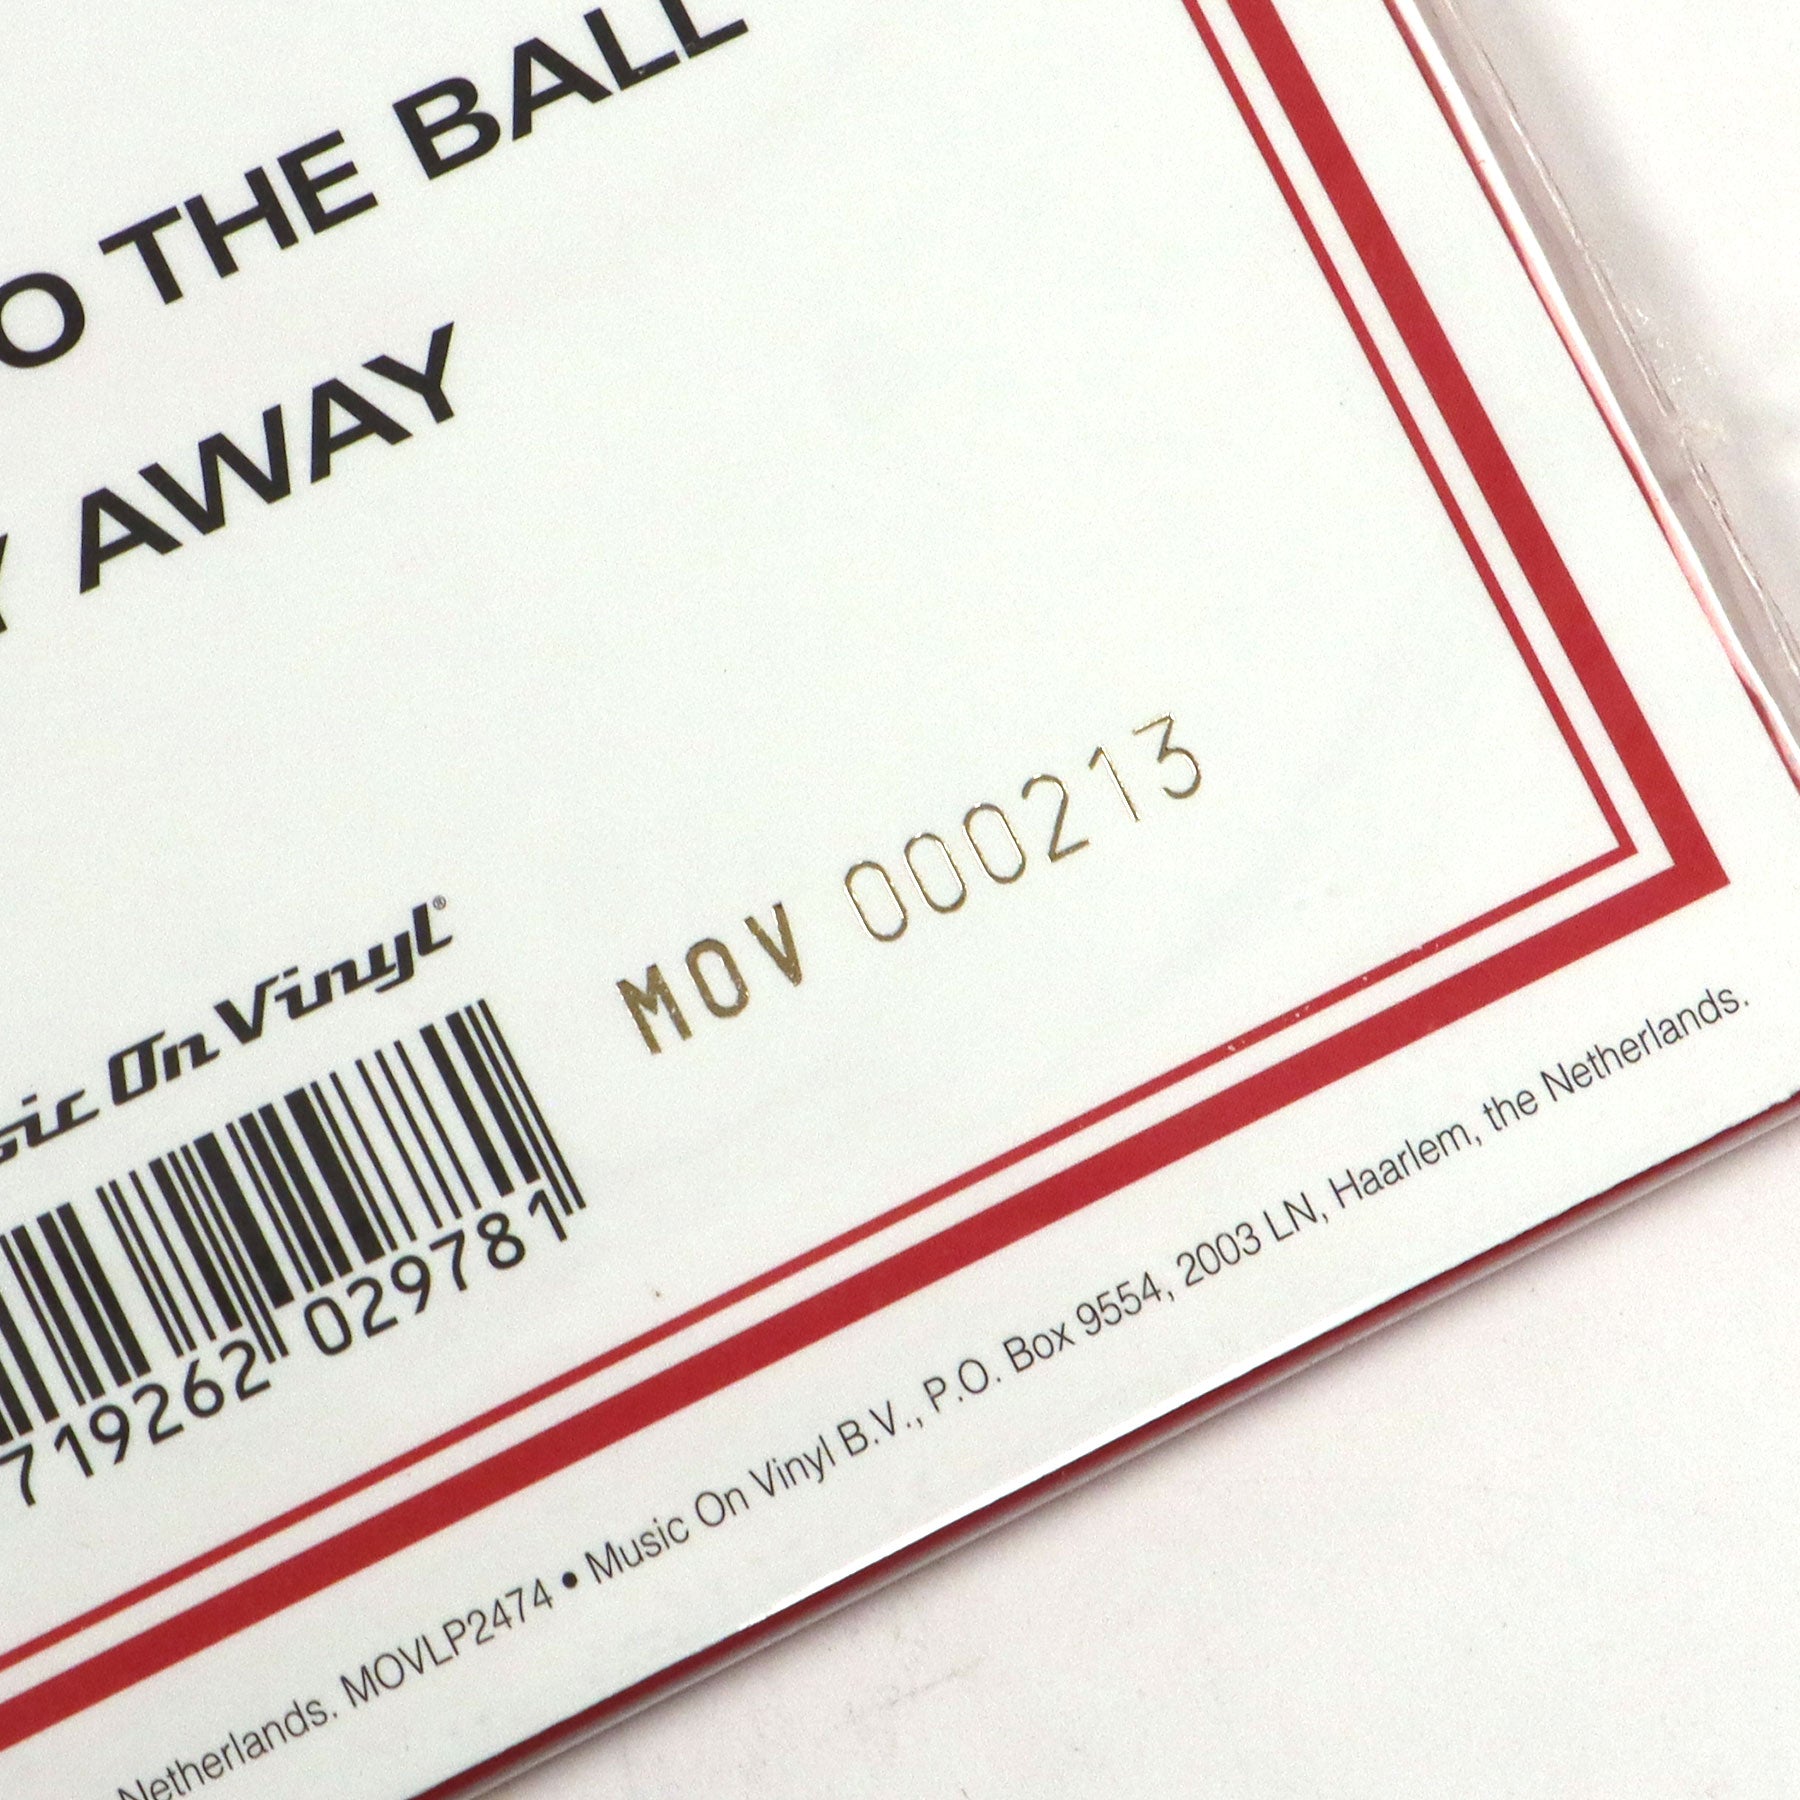 O THE BALL
Y AWAY
MOV 000213
sic On Vinyl®
719262 029781
Netherlands. MOVLP2474 • Music On Vinyl B.V., P.O. Box 9554, 2003 LN, Haarlem, the Netherlands.